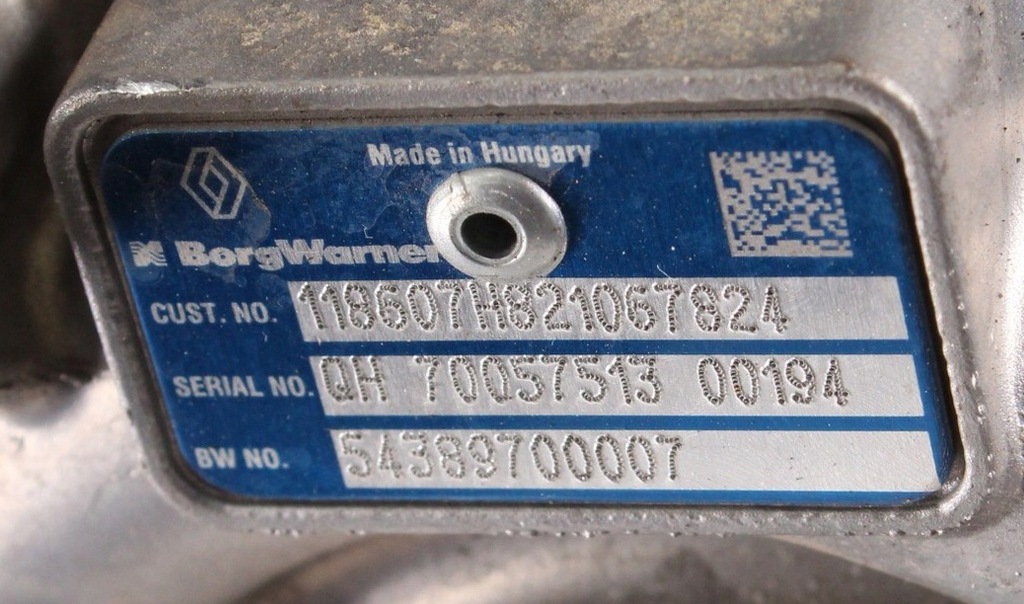 Made in Hungary
BorgWarner
CUST. NO. 118607H821067824
SERIAL NO. QH 70057513 00194
BW NO. 54389700007